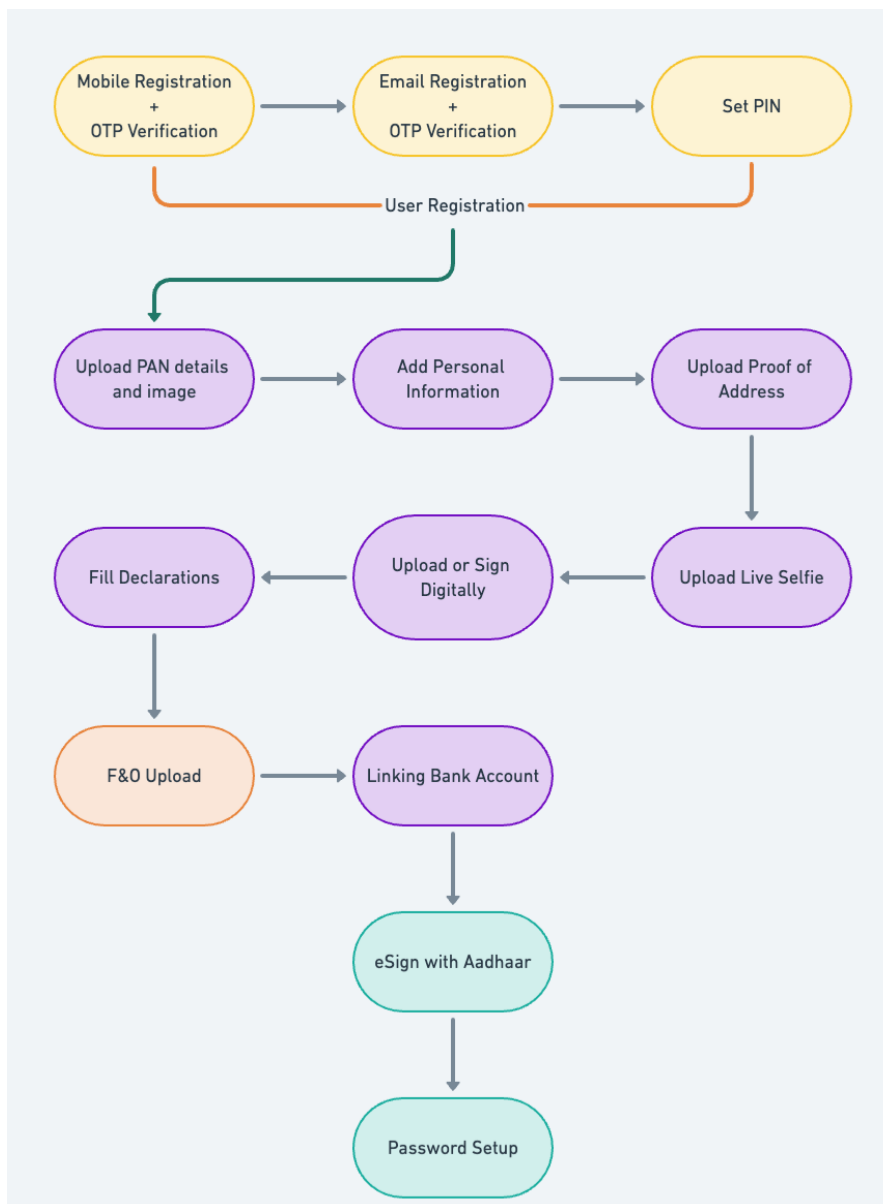 Mobile Registration
+
OTP Verification
Email Registration
+
OTP Verification
Set PIN
User Registration
Upload PAN details
and image
Add Personal
Information
Upload Proof of
Address
Upload Live Selfie
Upload or Sign
Digitally
Fill Declarations
F&O Upload
Linking Bank Account
eSign with Aadhaar
Password Setup